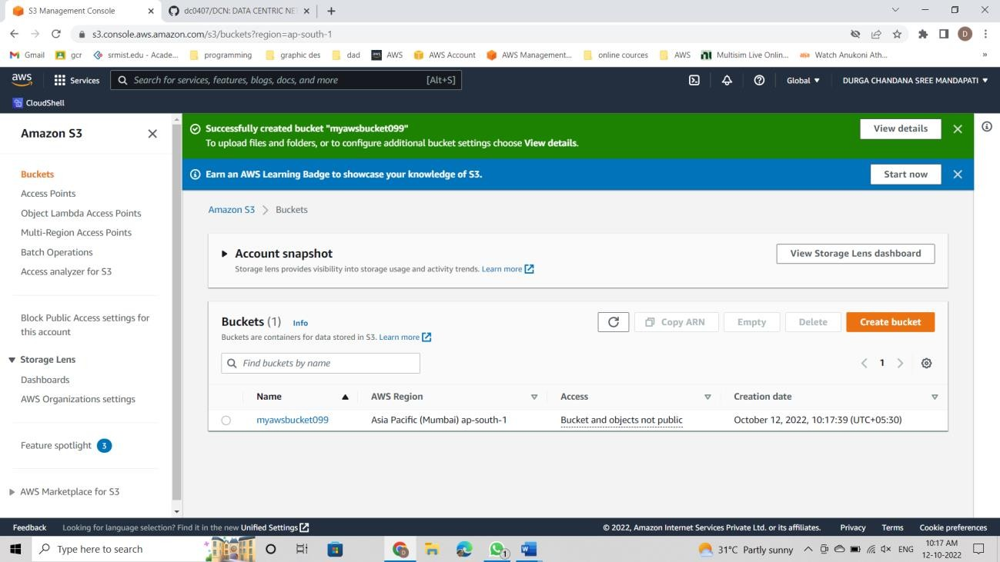 S3 Management Console
dc0407/DCN: DATA CENTRIC NE
s3.console.aws.amazon.com/s3/buckets?region=ap-south-1
D
Gmail gcr srmist.edu - Acade... programming graphic des dad AWS AWS Account AWS Management... online cources AWS Multisim Live Onlin... Watch Anukoni Ath... »
aws Services Search for services, features, blogs, docs, and more [Alt+S] Global DURGA CHANDANA SREE MANDAPATI
CloudShell
Amazon S3
Buckets
Access Points
Object Lambda Access Points
Multi-Region Access Points
Batch Operations
Access analyzer for S3
Block Public Access settings for
this account
Storage Lens
Dashboards
AWS Organizations settings
Feature spotlight 3
AWS Marketplace for S3
Successfully created bucket "myawsbucket099"
To upload files and folders, or to configure additional bucket settings choose View details.
View details
Earn an AWS Learning Badge to showcase your knowledge of S3.
Start now
Amazon S3 Buckets
Account snapshot
Storage lens provides visibility into storage usage and activity trends. Learn more
View Storage Lens dashboard
Buckets (1) Info
Buckets are containers for data stored in S3. Learn more
Copy ARN Empty Delete Create bucket
Find buckets by name
1
Name AWS Region Access Creation date
myawsbucket099 Asia Pacific (Mumbai) ap-south-1 Bucket and objects not public October 12, 2022, 10:17:39 (UTC+05:30)
Feedback Looking for language selection? Find it in the new Unified Settings © 2022, Amazon Internet Services Private Ltd. or its affiliates. Privacy Terms Cookie preferences
Type here to search 1 31°C Partly sunny ENG 10:17 AM
12-10-2022